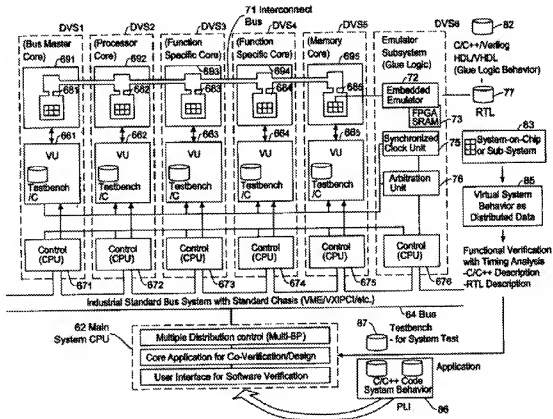 DVS1
DVS2
DVS3
71 Interconnect Bus
DVS4
DVS5
DVS6
82
(Bus Master Core)
691
(Processor Core)
692
(Function Specific Core)
693
(Function Specific Core)
694
(Memory Core)
695
Emulator Subsystem (Glue Logic)
C/C++/Verilog
HDL/VHDL
(Glue Logic Behavior)
681
682
683
684
685
72
Embedded Emulator
77
RTL
FPGA
SRAM
73
661
662
663
664
665
Synchronized Clock Unit
75
83
System-on-Chip or Sub-System
VU
VU
VU
VU
VU
Testbench /C
Testbench /C
Testbench /C
Testbench /C
Testbench /C
Arbitration Unit
76
85
Virtual System Behavior as Distributed Data
Control (CPU)
Control (CPU)
Control (CPU)
Control (CPU)
Control (CPU)
Control (CPU)
671
672
673
674
675
676
Functional Verification
with Timing Analysis
-C/C++ Description
-RTL Description
Industrial Standard Bus System with Standard Chasis (VME/VXI/PCI/etc.)
64 Bus
62 Main System CPU
Multiple Distribution control (Multi-BP)
Core Application for Co-Verification/Design
User Interface for Software Verification
87
Testbench
- for System Test
Application
C/C++ Code
System Behavior
PLI
86